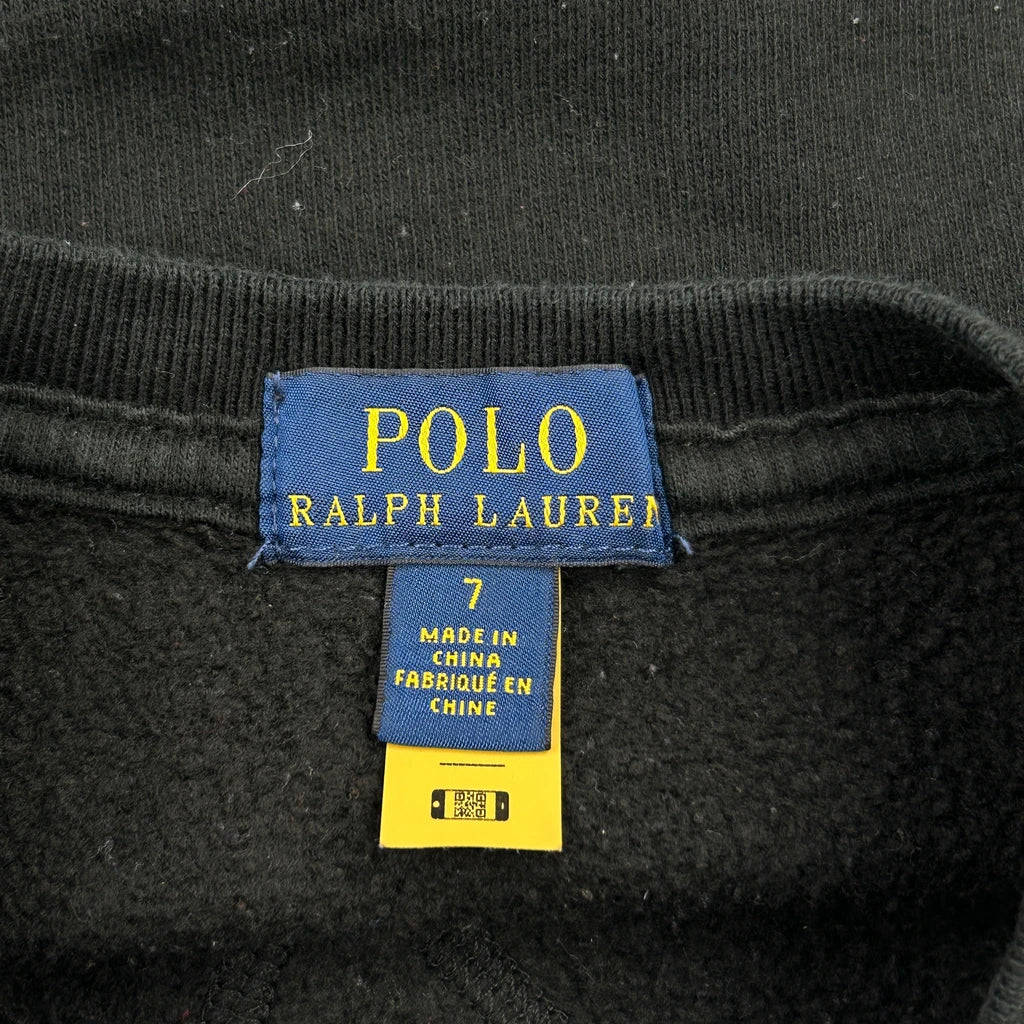 POLO
RALPH LAUREN
7
MADE IN
CHINA
FABRIQUÉ EN
CHINE